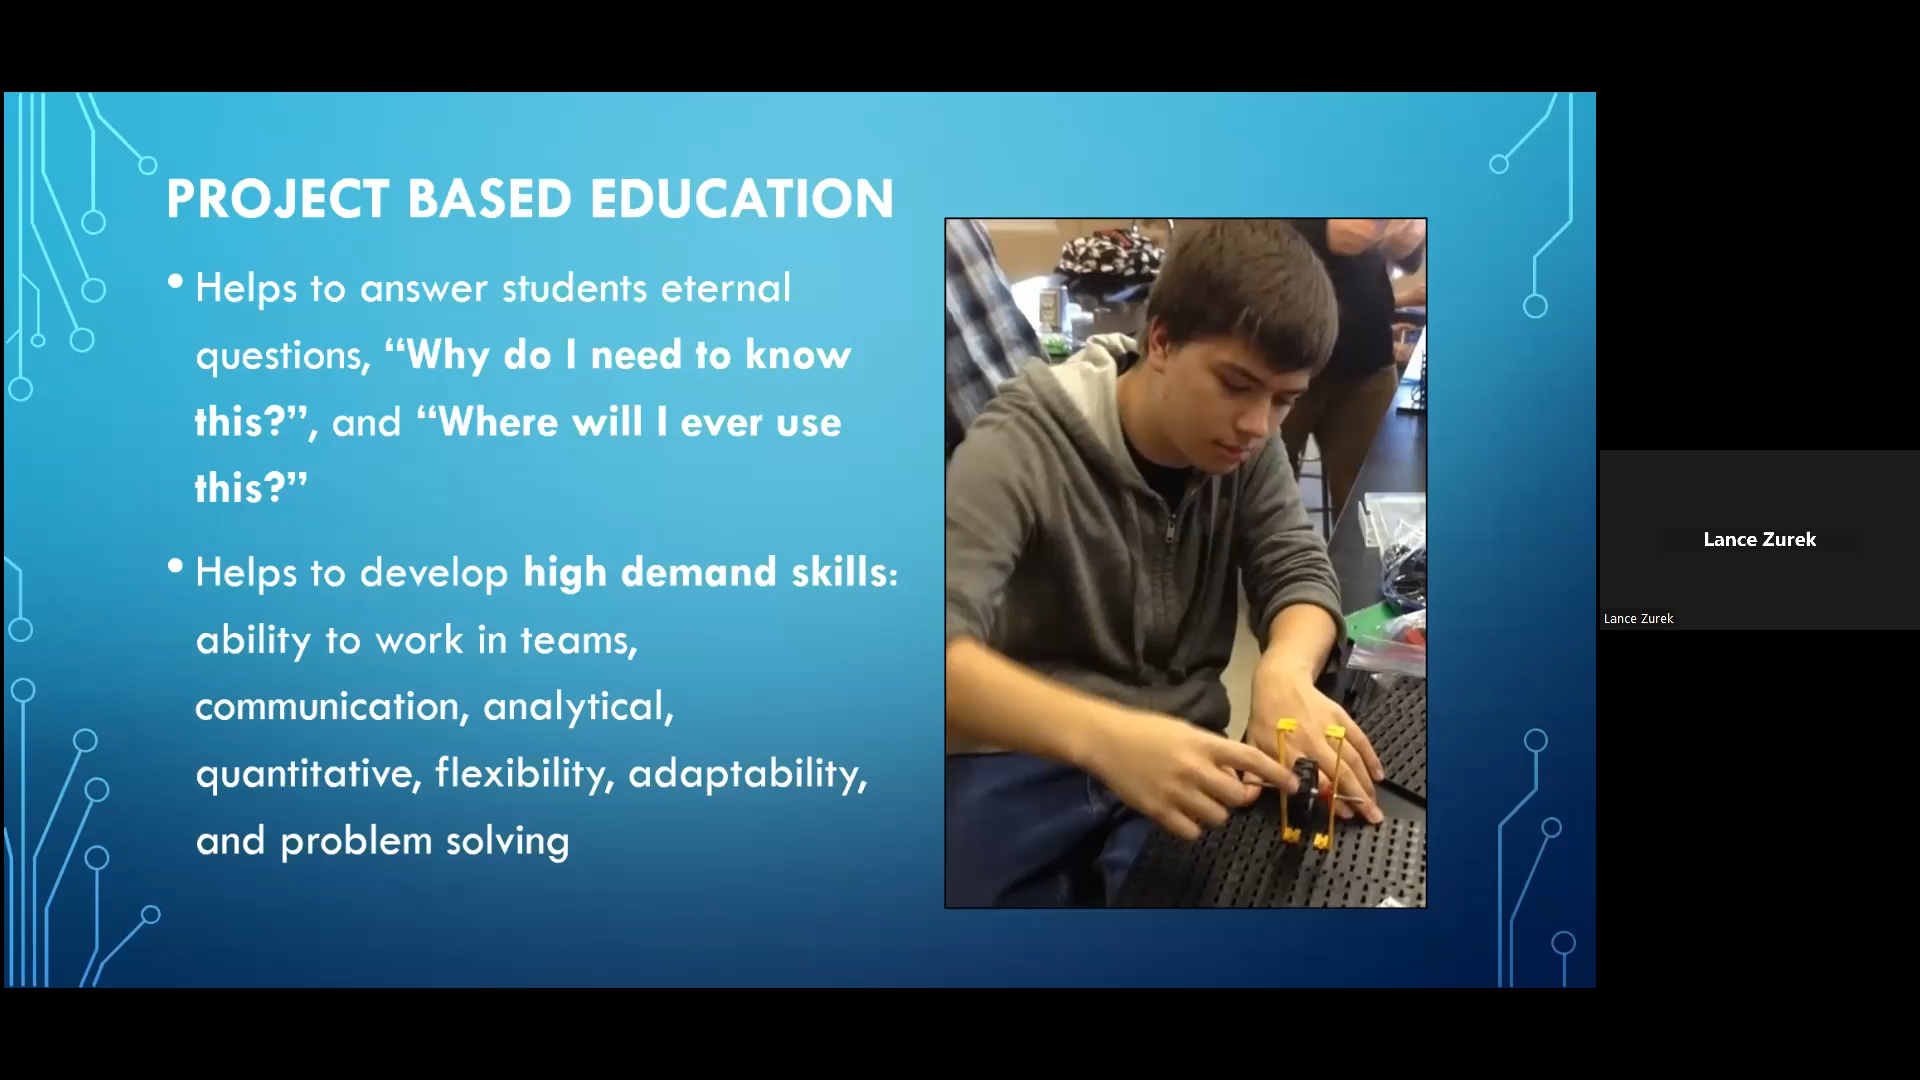 PROJECT BASED EDUCATION
• Helps to answer students eternal
questions, “Why do I need to know
this?”, and “Where will I ever use
this?”
• Helps to develop high demand skills:
ability to work in teams,
communication, analytical,
quantitative, flexibility, adaptability,
and problem solving
Lance Zurek
Lance Zurek